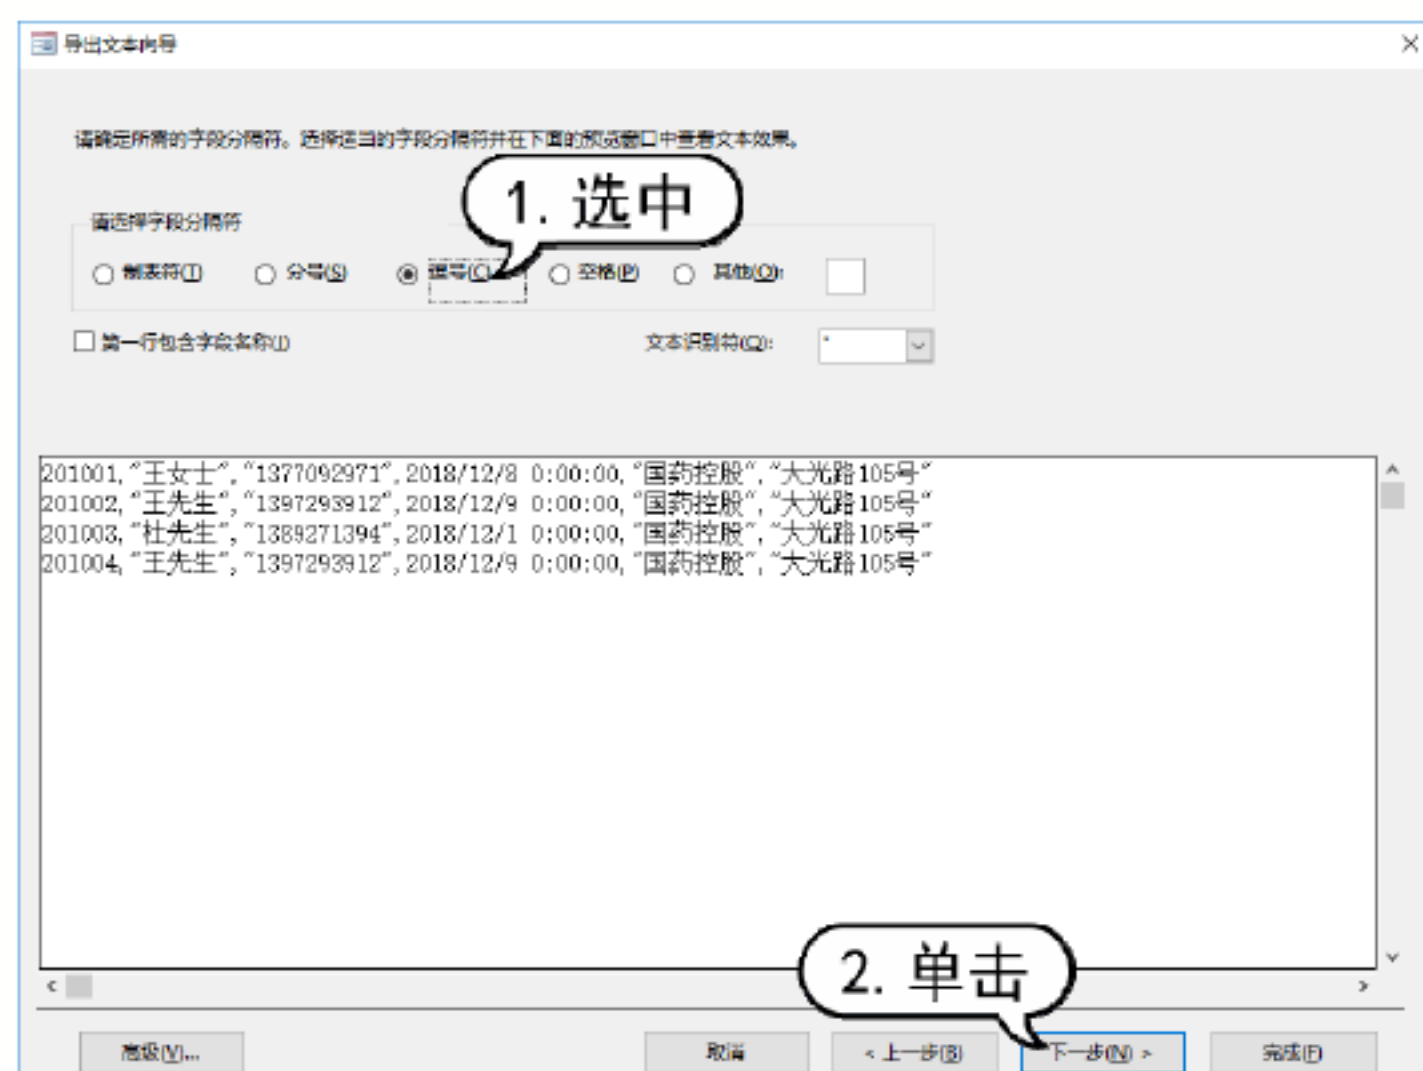 导出文本向导
请确定所需的字段分隔符。选择适当的字段分隔符并在下面的预览窗口中查看文本效果。
1. 选中
请选择字段分隔符
制表符(T) 分号(S) 逗号(C) 空格(P) 其他(O):
第一行包含字段名称(I) 文本识别符(Q): "
201001,"王女士","1377092971",2018/12/8 0:00:00,"国药控股","大光路105号"
201002,"王先生","1397293912",2018/12/9 0:00:00,"国药控股","大光路105号"
201003,"杜先生","1389271394",2018/12/1 0:00:00,"国药控股","大光路105号"
201004,"王先生","1397293912",2018/12/9 0:00:00,"国药控股","大光路105号"
2. 单击
高级(V)... 取消 < 上一步(B) 下一步(N) > 完成(F)